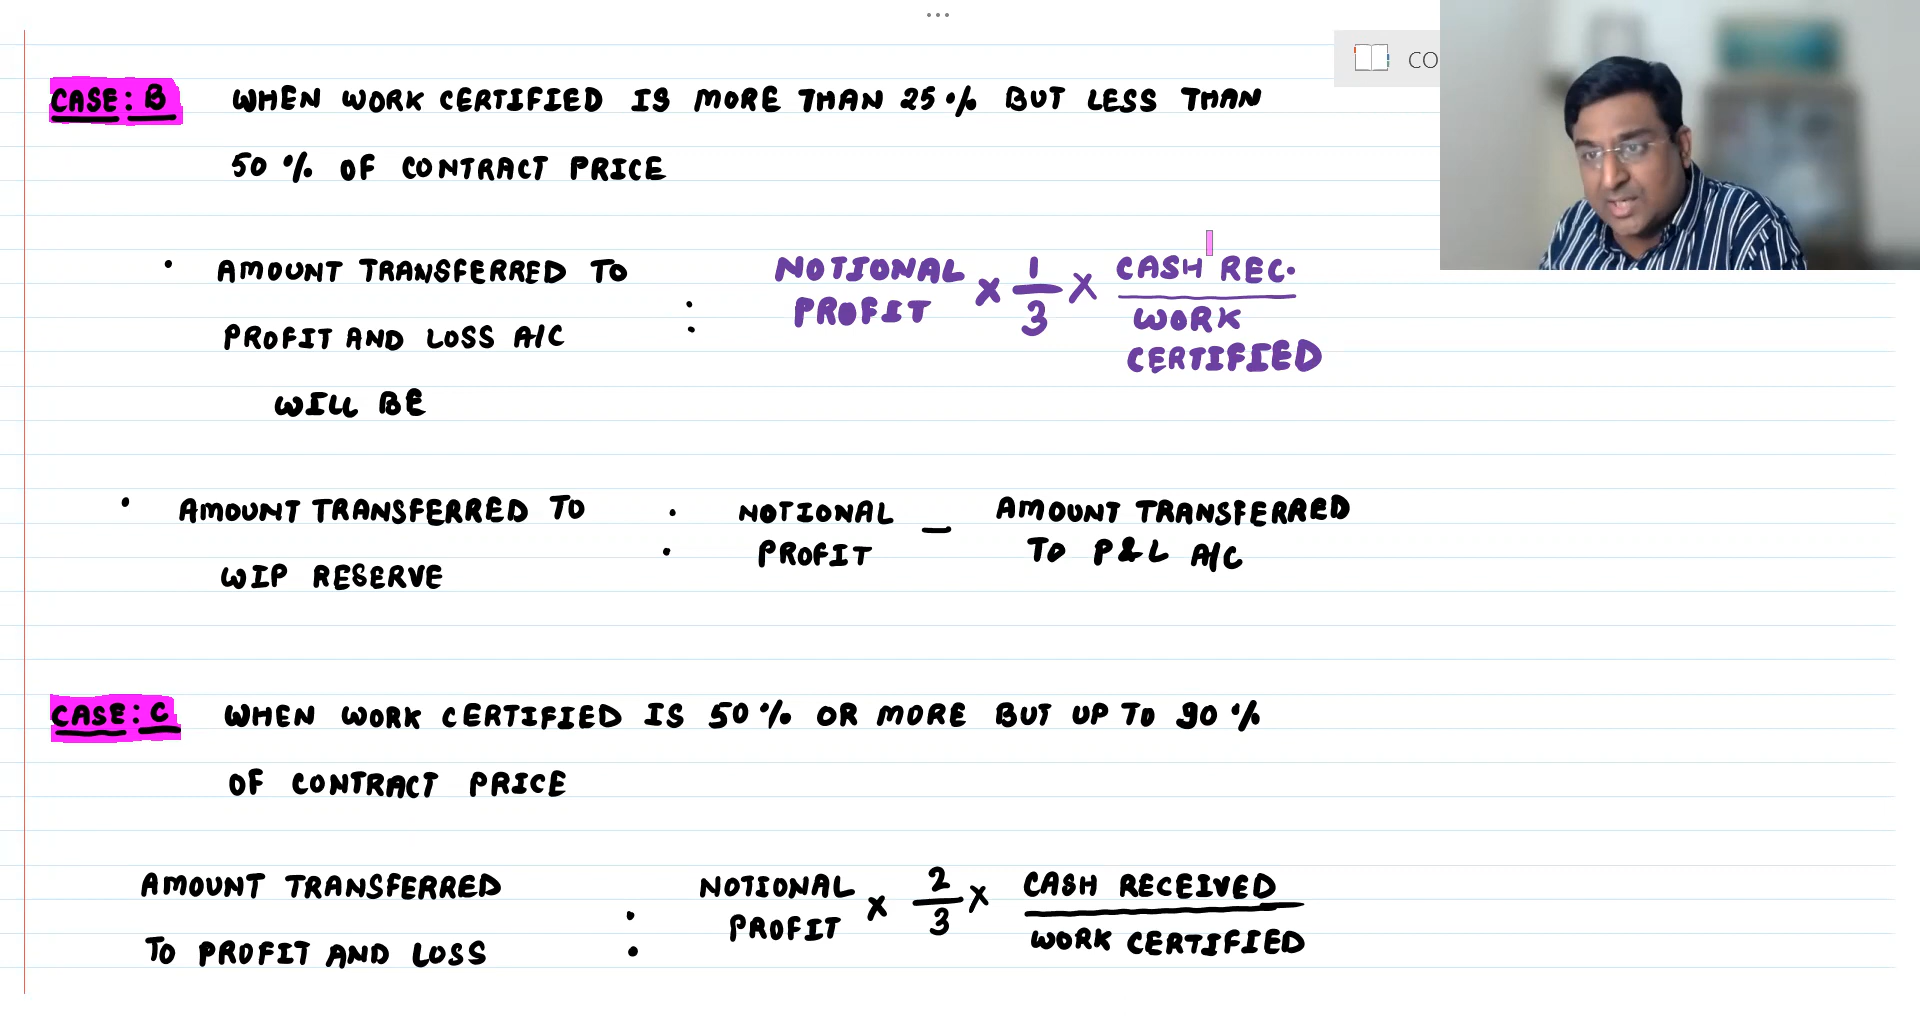 CO
CASE: B WHEN WORK CERTIFIED IS MORE THAN 25% BUT LESS THAN
50% OF CONTRACT PRICE
• AMOUNT TRANSFERRED TO : NOTIONAL PROFIT × 1/3 × CASH REC. / WORK CERTIFIED
PROFIT AND LOSS A/C
WILL BE
• AMOUNT TRANSFERRED TO : NOTIONAL PROFIT – AMOUNT TRANSFERRED TO P&L A/C
WIP RESERVE
CASE: C WHEN WORK CERTIFIED IS 50% OR MORE BUT UP TO 90%
OF CONTRACT PRICE
AMOUNT TRANSFERRED : NOTIONAL PROFIT × 2/3 × CASH RECEIVED / WORK CERTIFIED
TO PROFIT AND LOSS